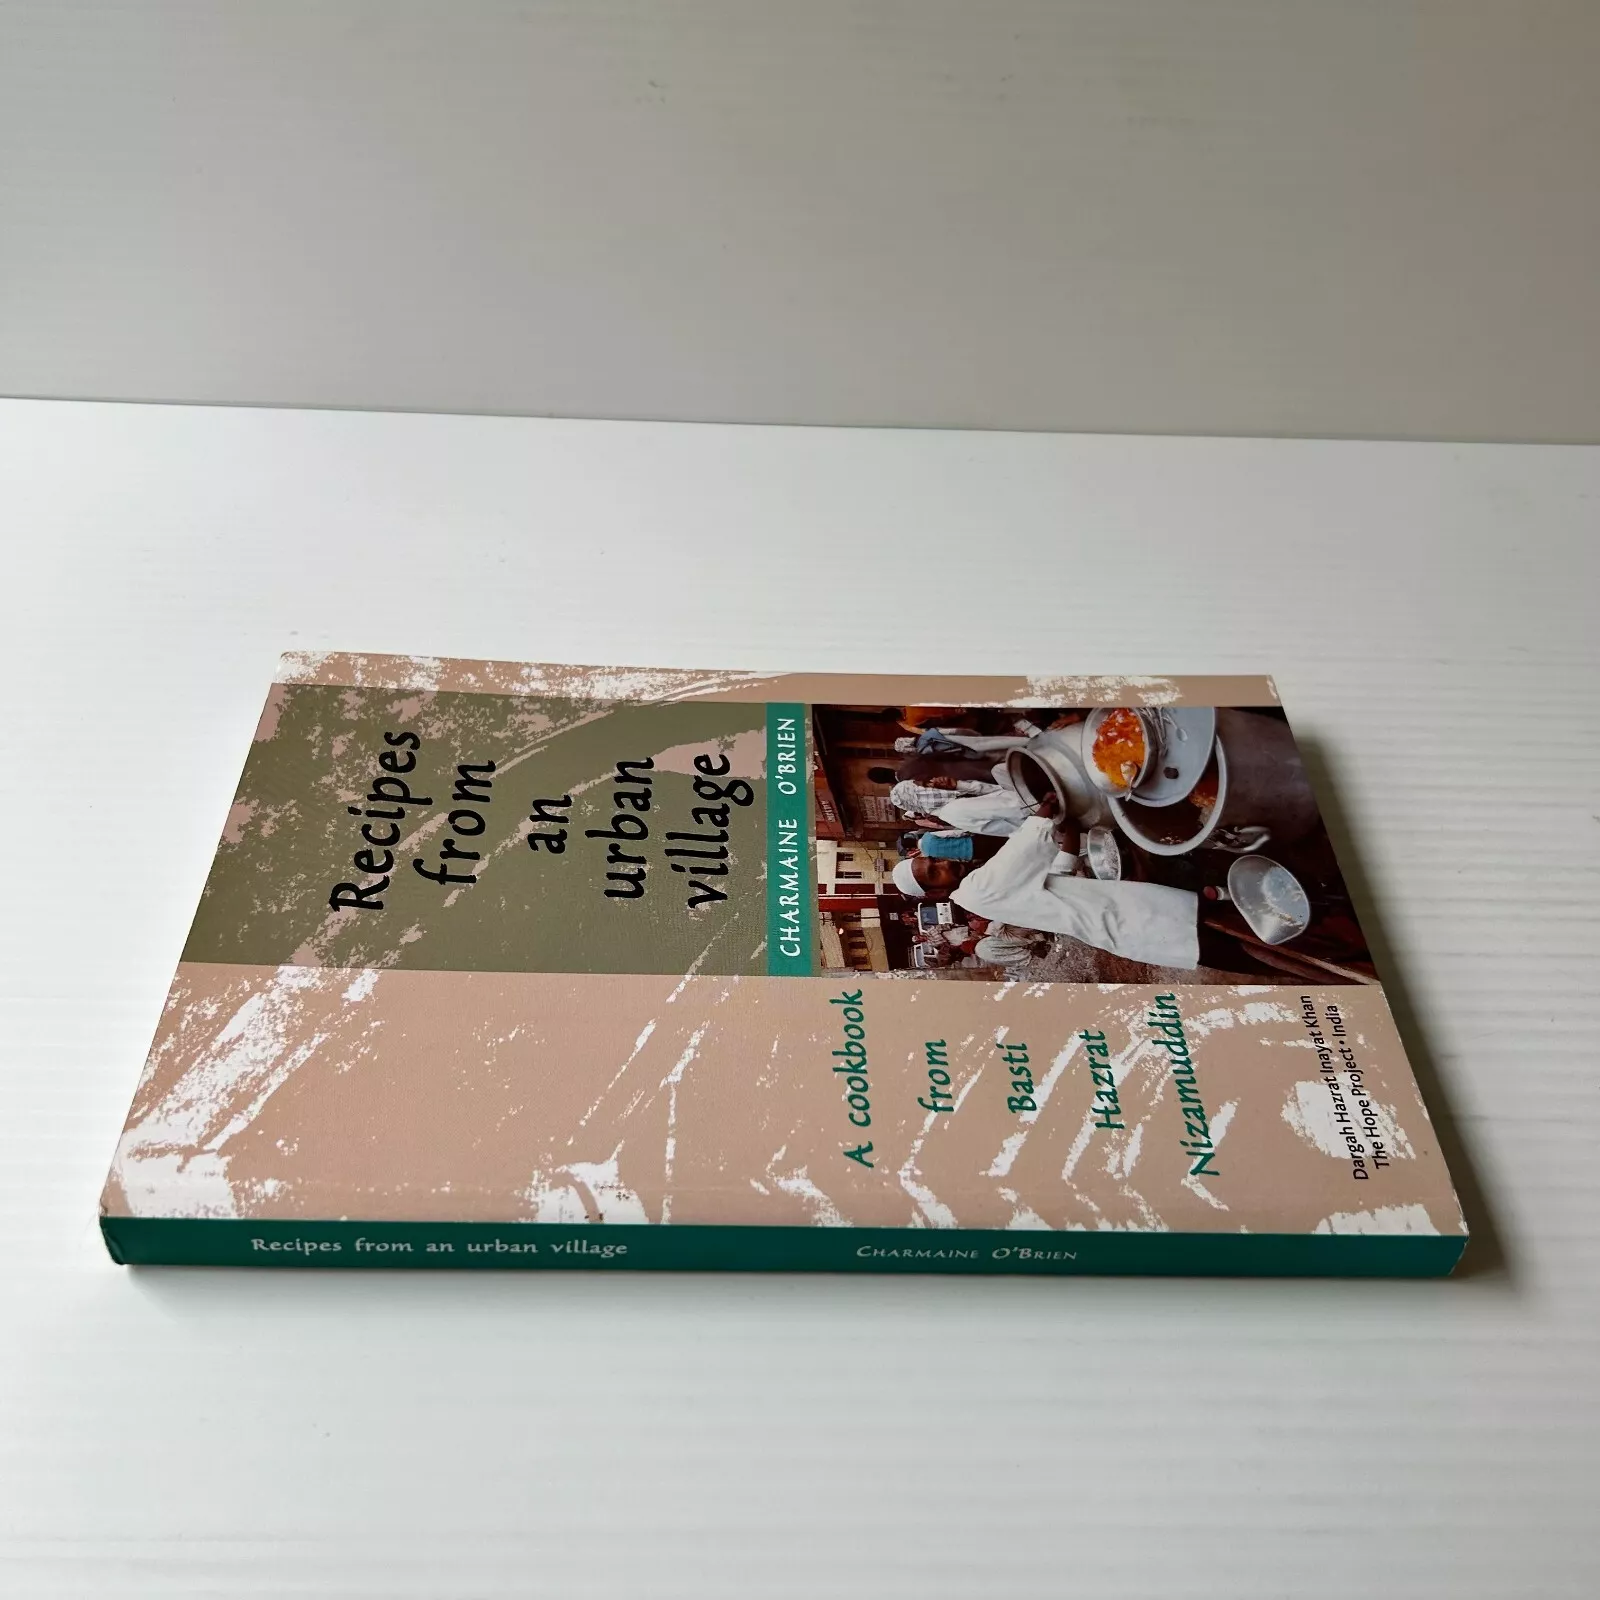 Recipes
from
an
urban
village
CHARMAINE O'BRIEN
A cookbook
from
Basti
Hazrat
Nizamuddin
Dargah Hazrat Inayat Khan
The Hope Project • India
Recipes from an urban village
CHARMAINE O'BRIEN